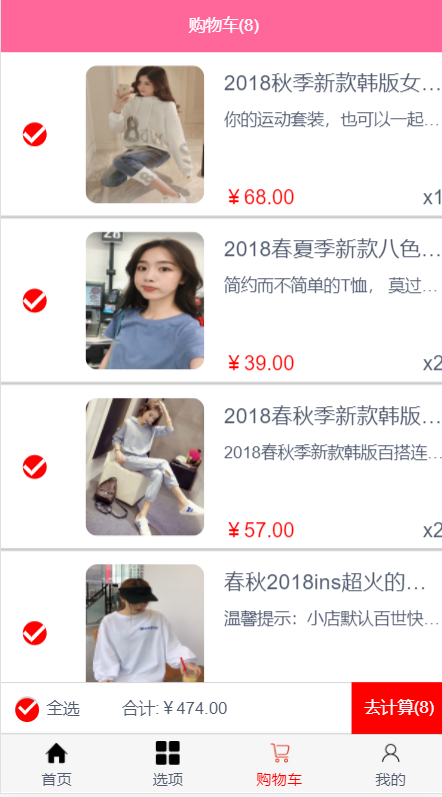 购物车(8)
2018秋季新款韩版女…
你的运动套装，也可以一起…
￥68.00
x1
2018春夏季新款八色…
简约而不简单的T恤， 莫过…
￥39.00
x2
2018春秋季新款韩版…
2018春秋季新款韩版百搭连…
￥57.00
x2
春秋2018ins超火的…
温馨提示：小店默认百世快…
全选
合计:￥474.00
去计算(8)
首页
选项
购物车
我的